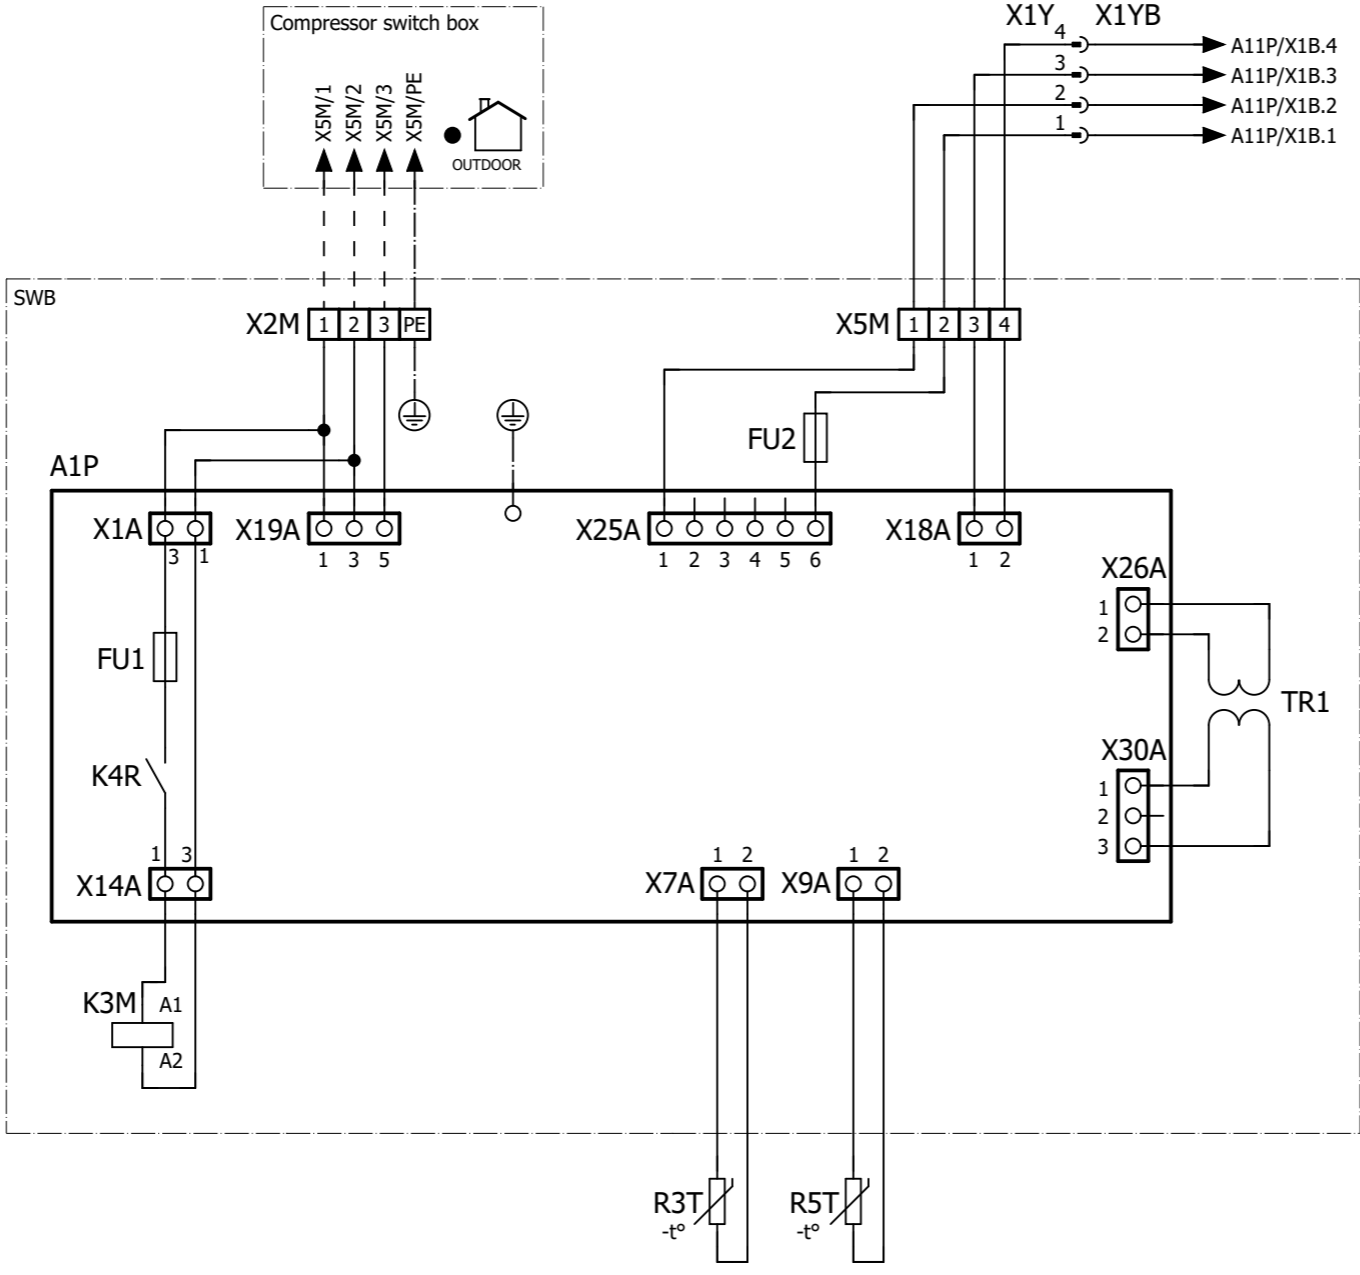 X1Y X1YB
Compressor switch box
4 A11P/X1B.4
3 A11P/X1B.3
2 A11P/X1B.2
1 A11P/X1B.1
X5M/1 X5M/2 X5M/3 X5M/PE
OUTDOOR
SWB
X2M 1 2 3 PE
X5M 1 2 3 4
FU2
A1P
X1A X19A X25A X18A
3 1 1 3 5 1 2 3 4 5 6 1 2
X26A
1
2
FU1
TR1
X30A
K4R
1
2
3
1 3 1 2 1 2
X14A X7A X9A
K3M A1
A2
R3T R5T
-t° -t°